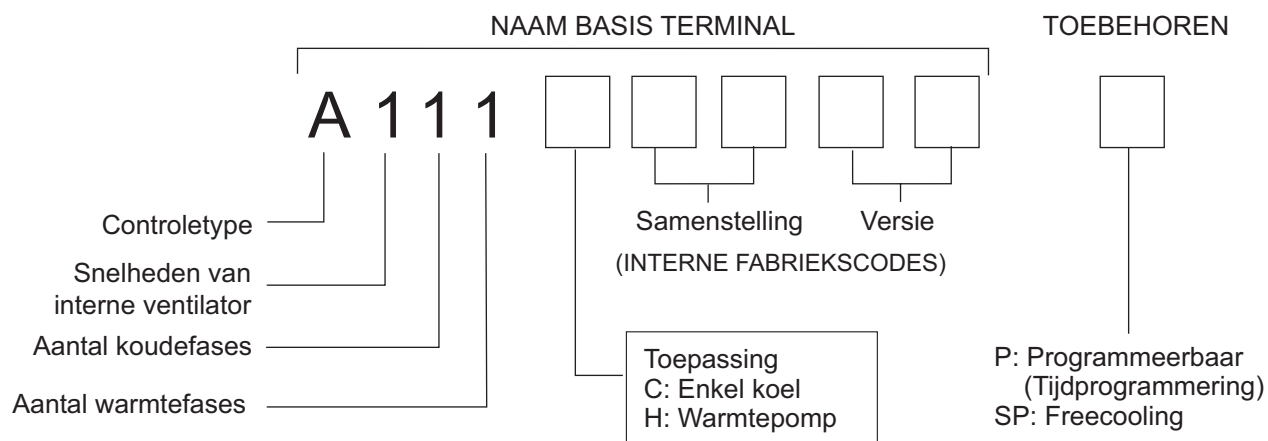 NAAM BASIS TERMINAL
TOEBEHOREN
A 1 1 1
Controletype
Snelheden van
interne ventilator
Aantal koudefases
Aantal warmtefases
Samenstelling
Versie
(INTERNE FABRIEKSCODES)
Toepassing
C: Enkel koel
H: Warmtepomp
P: Programmeerbaar
(Tijdprogrammering)
SP: Freecooling